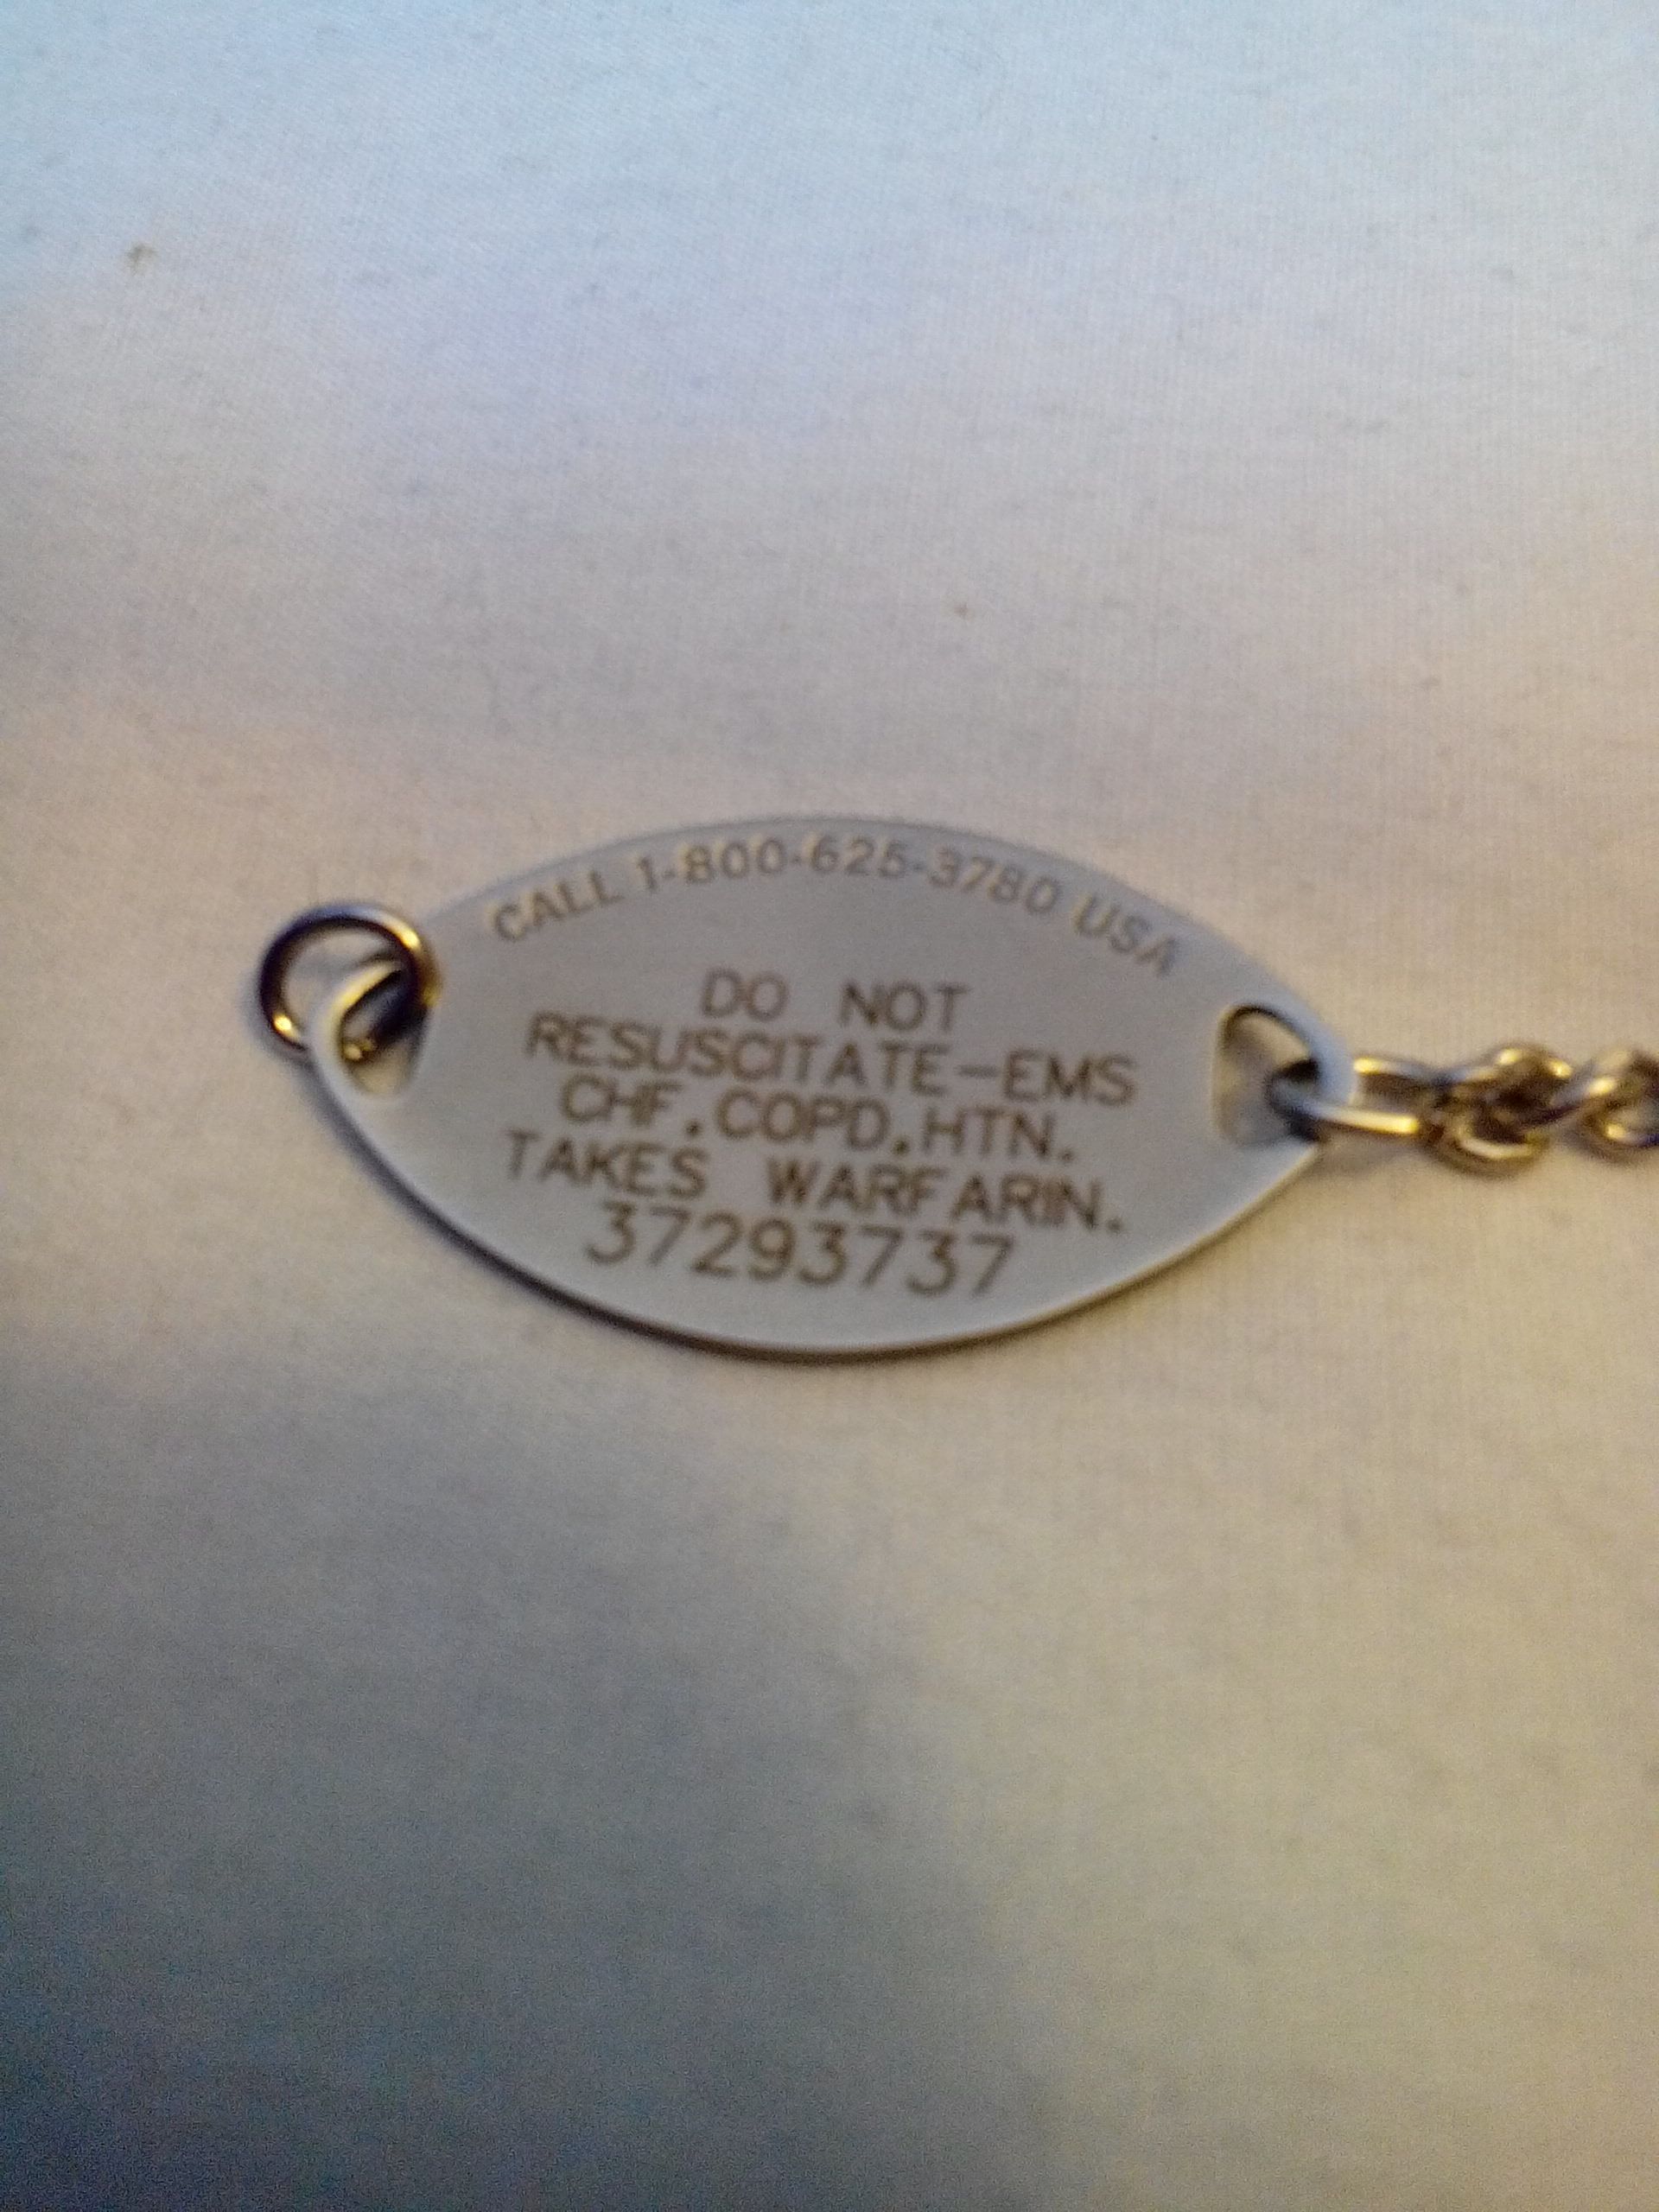 CALL 1-800-625-3780 USA
DO NOT
RESUSCITATE-EMS
CHF.COPD.HTN.
TAKES WARFARIN.
37293737